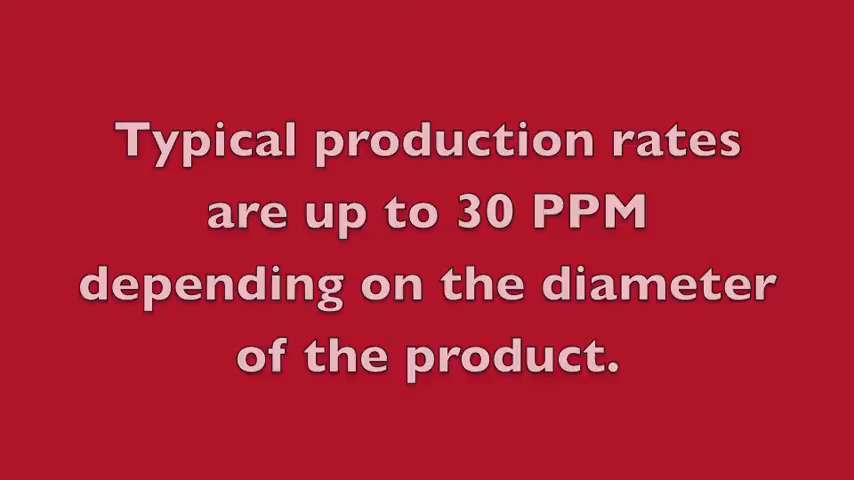 Typical production rates
are up to 30 PPM
depending on the diameter
of the product.